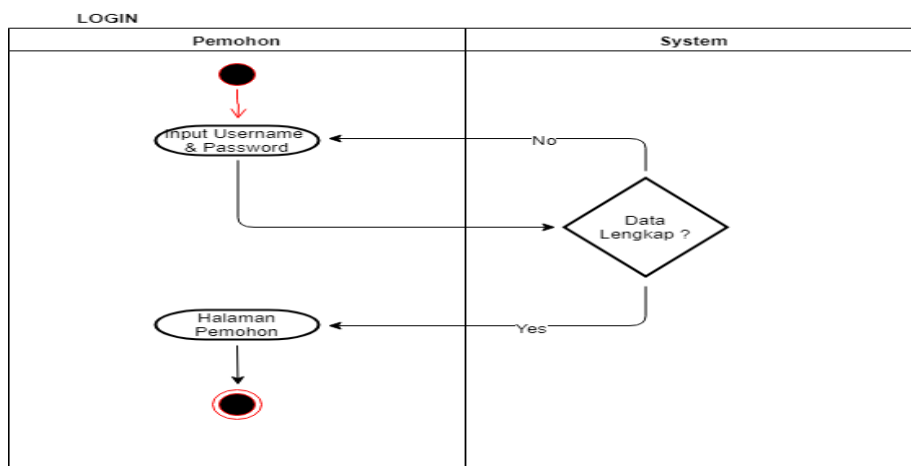 LOGIN
Pemohon
System
Input Username
& Password
No
Data
Lengkap ?
Halaman
Pemohon
Yes